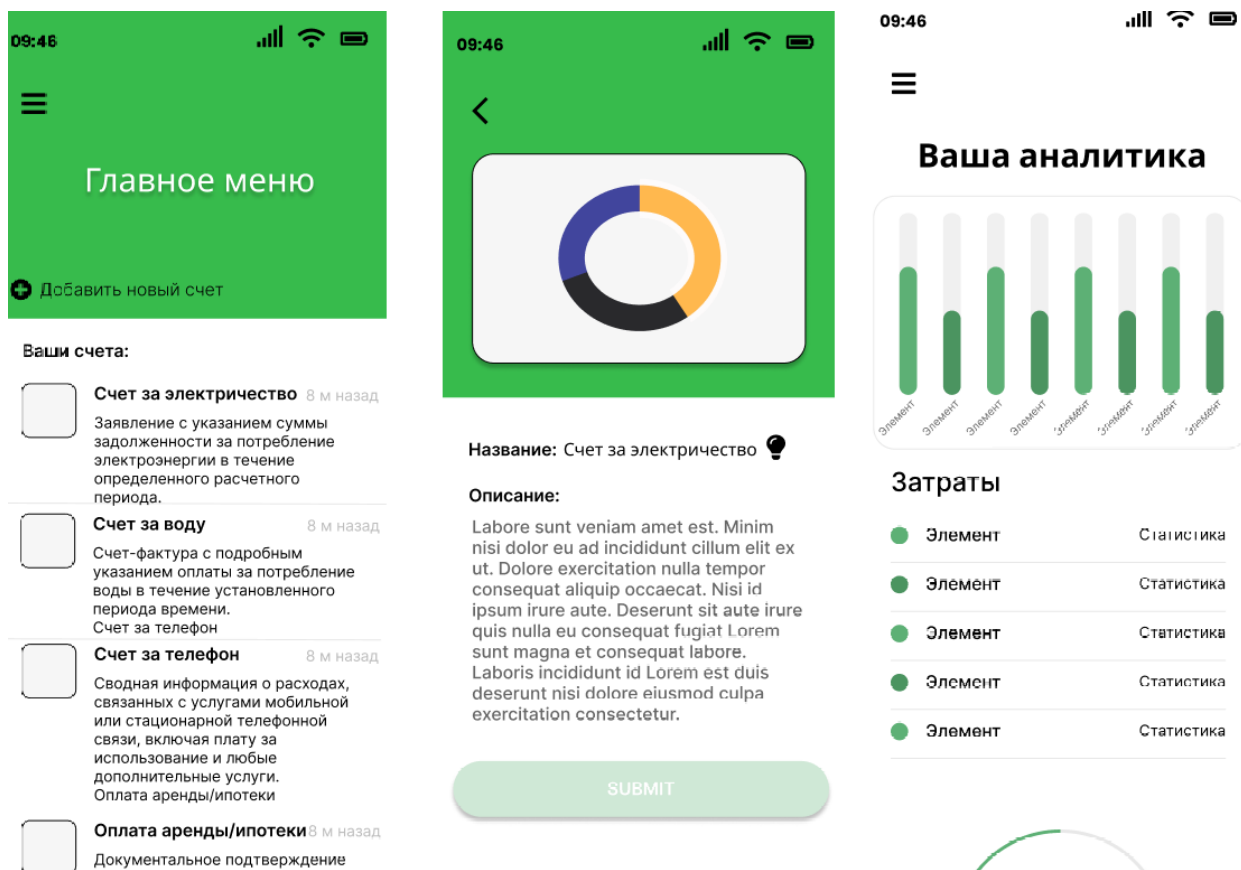 09:46
Главное меню
Добавить новый счет
Ваши счета:
Счет за электричество 8 м назад
Заявление с указанием суммы
задолженности за потребление
электроэнергии в течение
определенного расчетного
периода.
Счет за воду 8 м назад
Счет-фактура с подробным
указанием оплаты за потребление
воды в течение установленного
периода времени.
Счет за телефон
Счет за телефон 8 м назад
Сводная информация о расходах,
связанных с услугами мобильной
или стационарной телефонной
связи, включая плату за
использование и любые
дополнительные услуги.
Оплата аренды/ипотеки
Оплата аренды/ипотеки 8 м назад
Документальное подтверждение
09:46
Название: Счет за электричество
Описание:
Labore sunt veniam amet est. Minim
nisi dolor eu ad incididunt cillum elit ex
ut. Dolore exercitation nulla tempor
consequat aliquip occaecat. Nisi id
ipsum irure aute. Deserunt sit aute irure
quis nulla eu consequat fugiat Lorem
sunt magna et consequat labore.
Laboris incididunt id Lorem est duis
deserunt nisi dolore eiusmod culpa
exercitation consectetur.
SUBMIT
09:46
Ваша аналитика
Элемент
Элемент
Элемент
Элемент
Элемент
Элемент
Элемент
Элемент
Затраты
Элемент Статистика
Элемент Статистика
Элемент Статистика
Элемент Статистика
Элемент Статистика